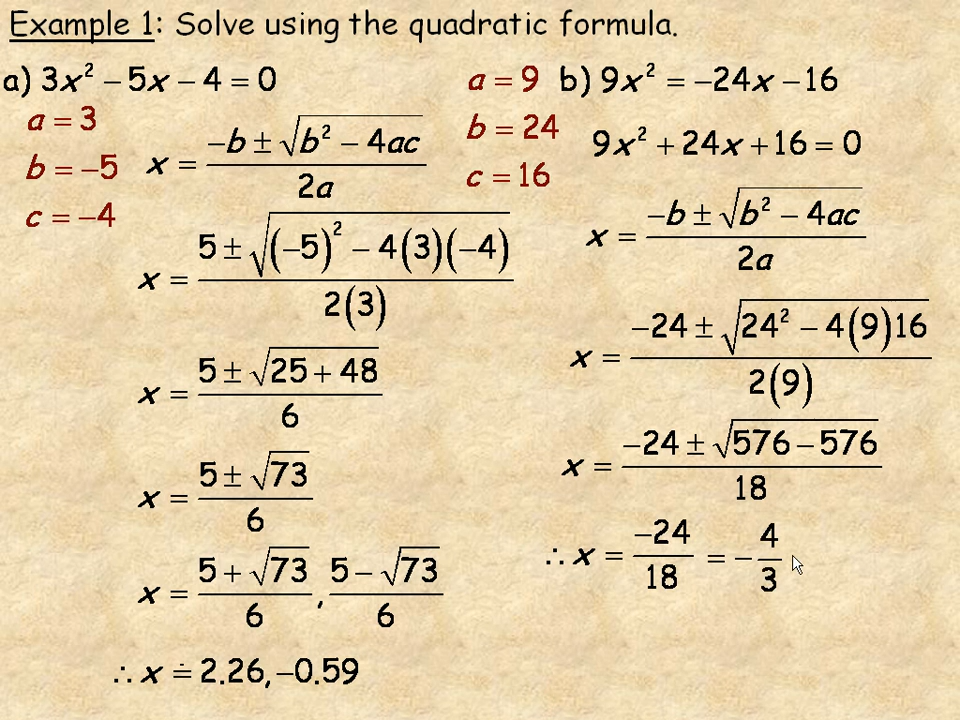 Example 1: Solve using the quadratic formula.
a) 3x² − 5x − 4 = 0
a = 3
b = −5
c = −4
x = (−b ± √(b² − 4ac)) / 2a
x = (5 ± √((−5)² − 4(3)(−4))) / 2(3)
x = (5 ± √(25 + 48)) / 6
x = (5 ± √73) / 6
x = (5 + √73) / 6 , (5 − √73) / 6
∴ x ≐ 2.26, −0.59
b) 9x² = −24x − 16
a = 9
b = 24
c = 16
9x² + 24x + 16 = 0
x = (−b ± √(b² − 4ac)) / 2a
x = (−24 ± √(24² − 4(9)16)) / 2(9)
x = (−24 ± √(576 − 576)) / 18
∴ x = −24 / 18 = − 4 / 3